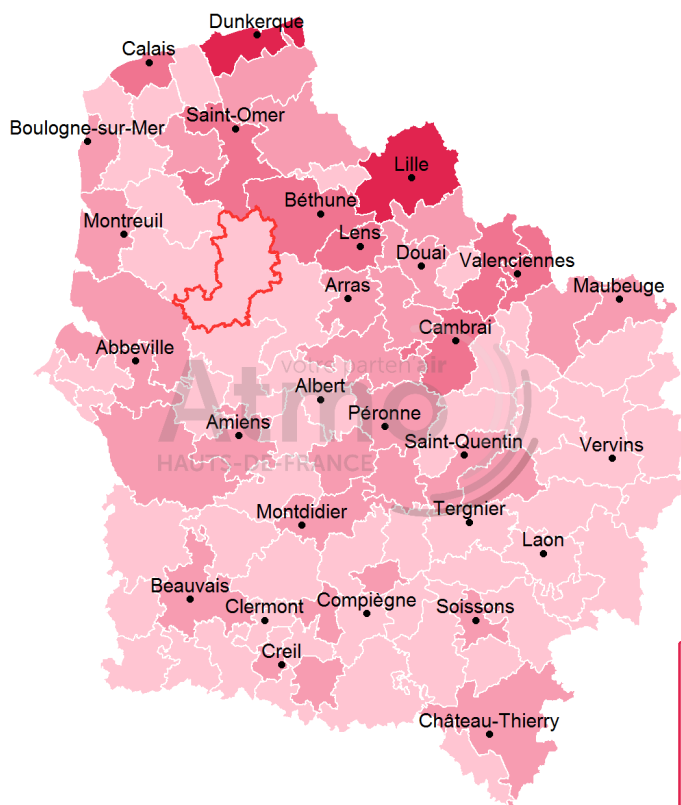 Dunkerque
Calais
Saint-Omer
Boulogne-sur-Mer
Lille
Béthune
Montreuil
Lens
Douai
Valenciennes
Arras
Maubeuge
Cambrai
Abbeville
votre parten'air
Albert
Atmo
Péronne
Amiens
Saint-Quentin
Vervins
HAUTS-DE-FRANCE
Montdidier
Tergnier
Laon
Beauvais
Clermont
Compiègne
Soissons
Creil
Château-Thierry